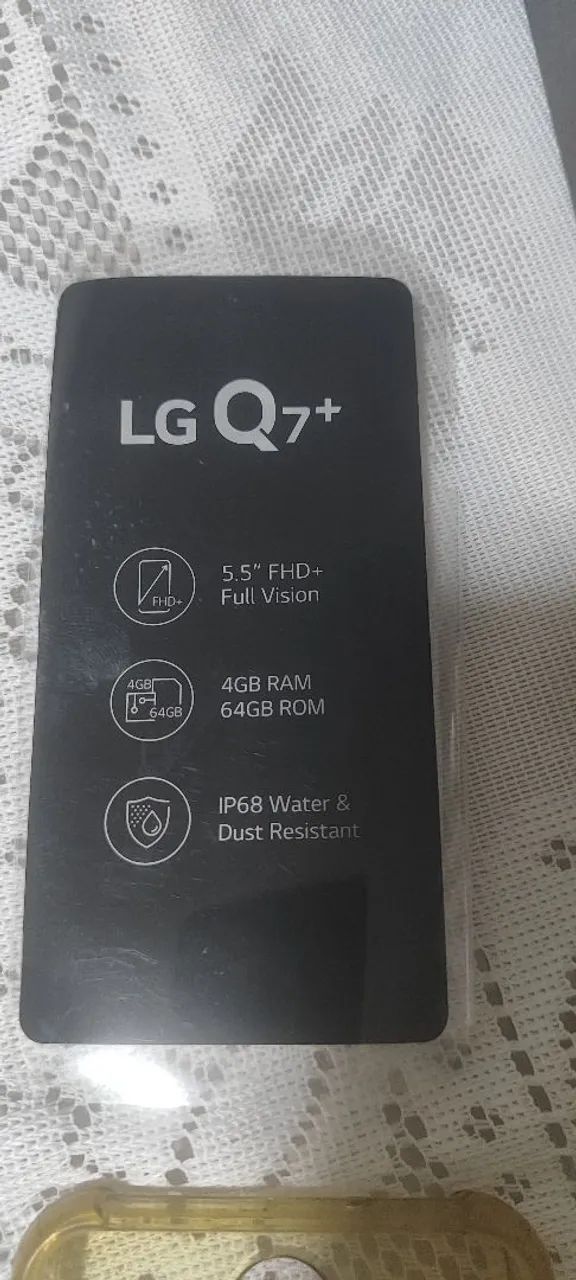 LG Q7+
FHD+
5.5" FHD+
Full Vision
4GB
64GB
4GB RAM
64GB ROM
IP68 Water &
Dust Resistant